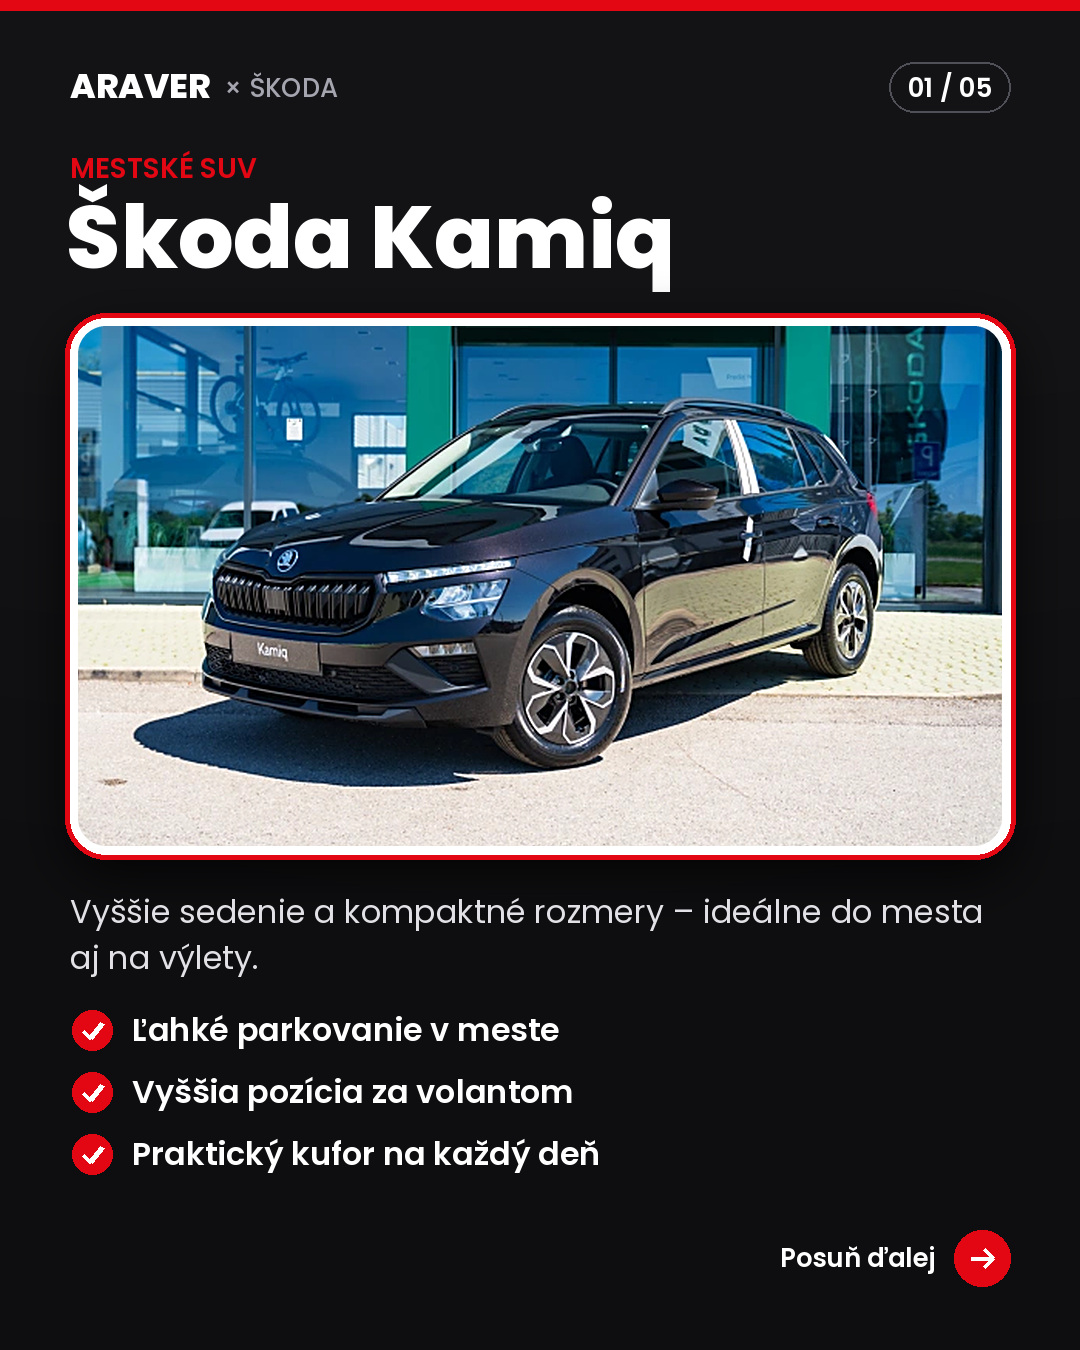 ARAVER × ŠKODA
01 / 05
MESTSKÉ SUV
Škoda Kamiq
ŠKODA
Kamiq
Vyššie sedenie a kompaktné rozmery – ideálne do mesta
aj na výlety.
Ľahké parkovanie v meste
Vyššia pozícia za volantom
Praktický kufor na každý deň
Posuň ďalej